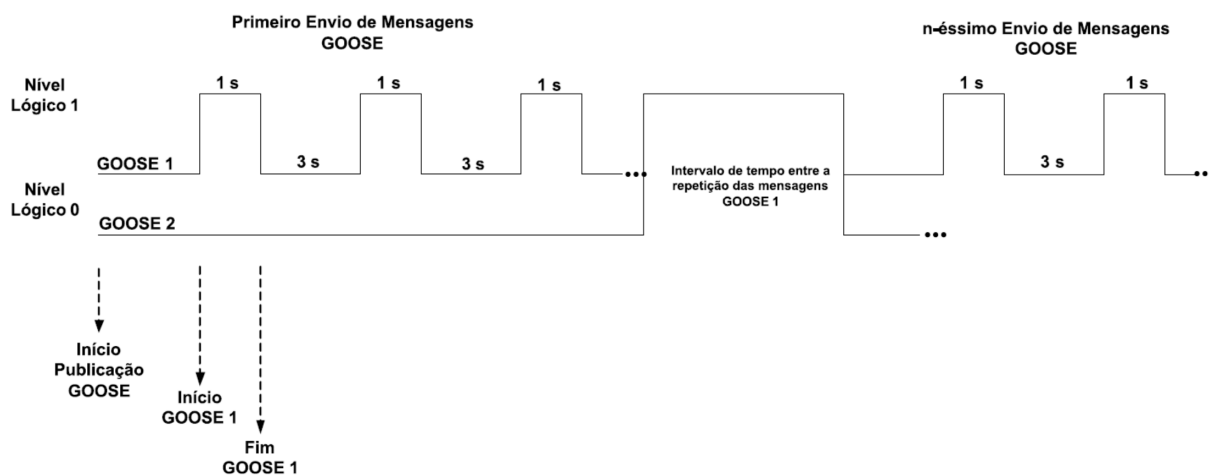 Primeiro Envio de Mensagens
GOOSE
n-éssimo Envio de Mensagens
GOOSE
Nível
Lógico 1
1 s
1 s
1 s
1 s
1 s
GOOSE 1
3 s
3 s
•••
Intervalo de tempo entre a
repetição das mensagens
GOOSE 1
3 s
••
Nível
Lógico 0
GOOSE 2
•••
Início
Publicação
GOOSE
Início
GOOSE 1
Fim
GOOSE 1